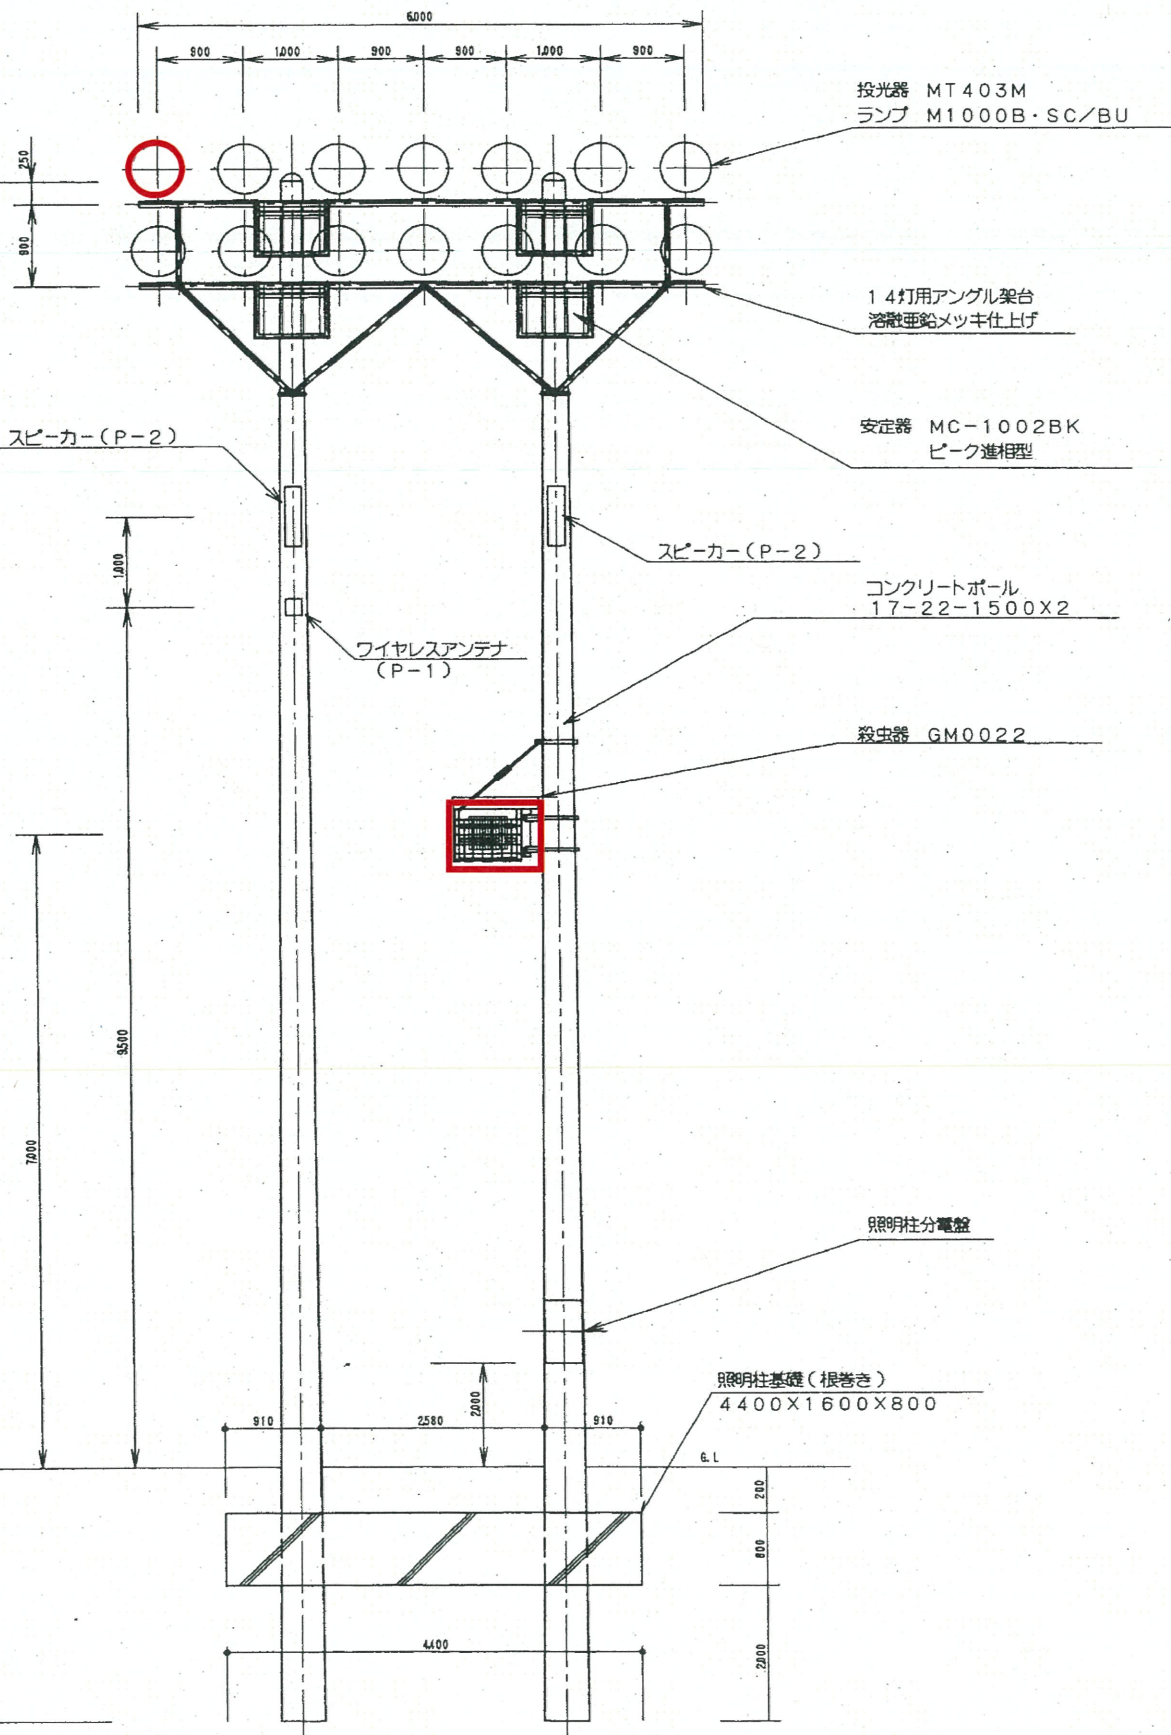 6,000
900
1,000
900
900
1,000
900
投光器 MT403M
ランプ M1000B・SC/BU
250
900
14灯用アングル架台
溶融亜鉛メッキ仕上げ
安定器 MC-1002BK
ピーク進相型
スピーカー(P-2)
スピーカー(P-2)
1,000
コンクリートポール
17-22-1500X2
ワイヤレスアンテナ
(P-1)
殺虫器 GM0022
9,500
7,000
照明柱分電盤
照明柱基礎(根巻き)
4400X1600X800
2,000
910
2,580
910
G.L
200
800
4,400
2,000